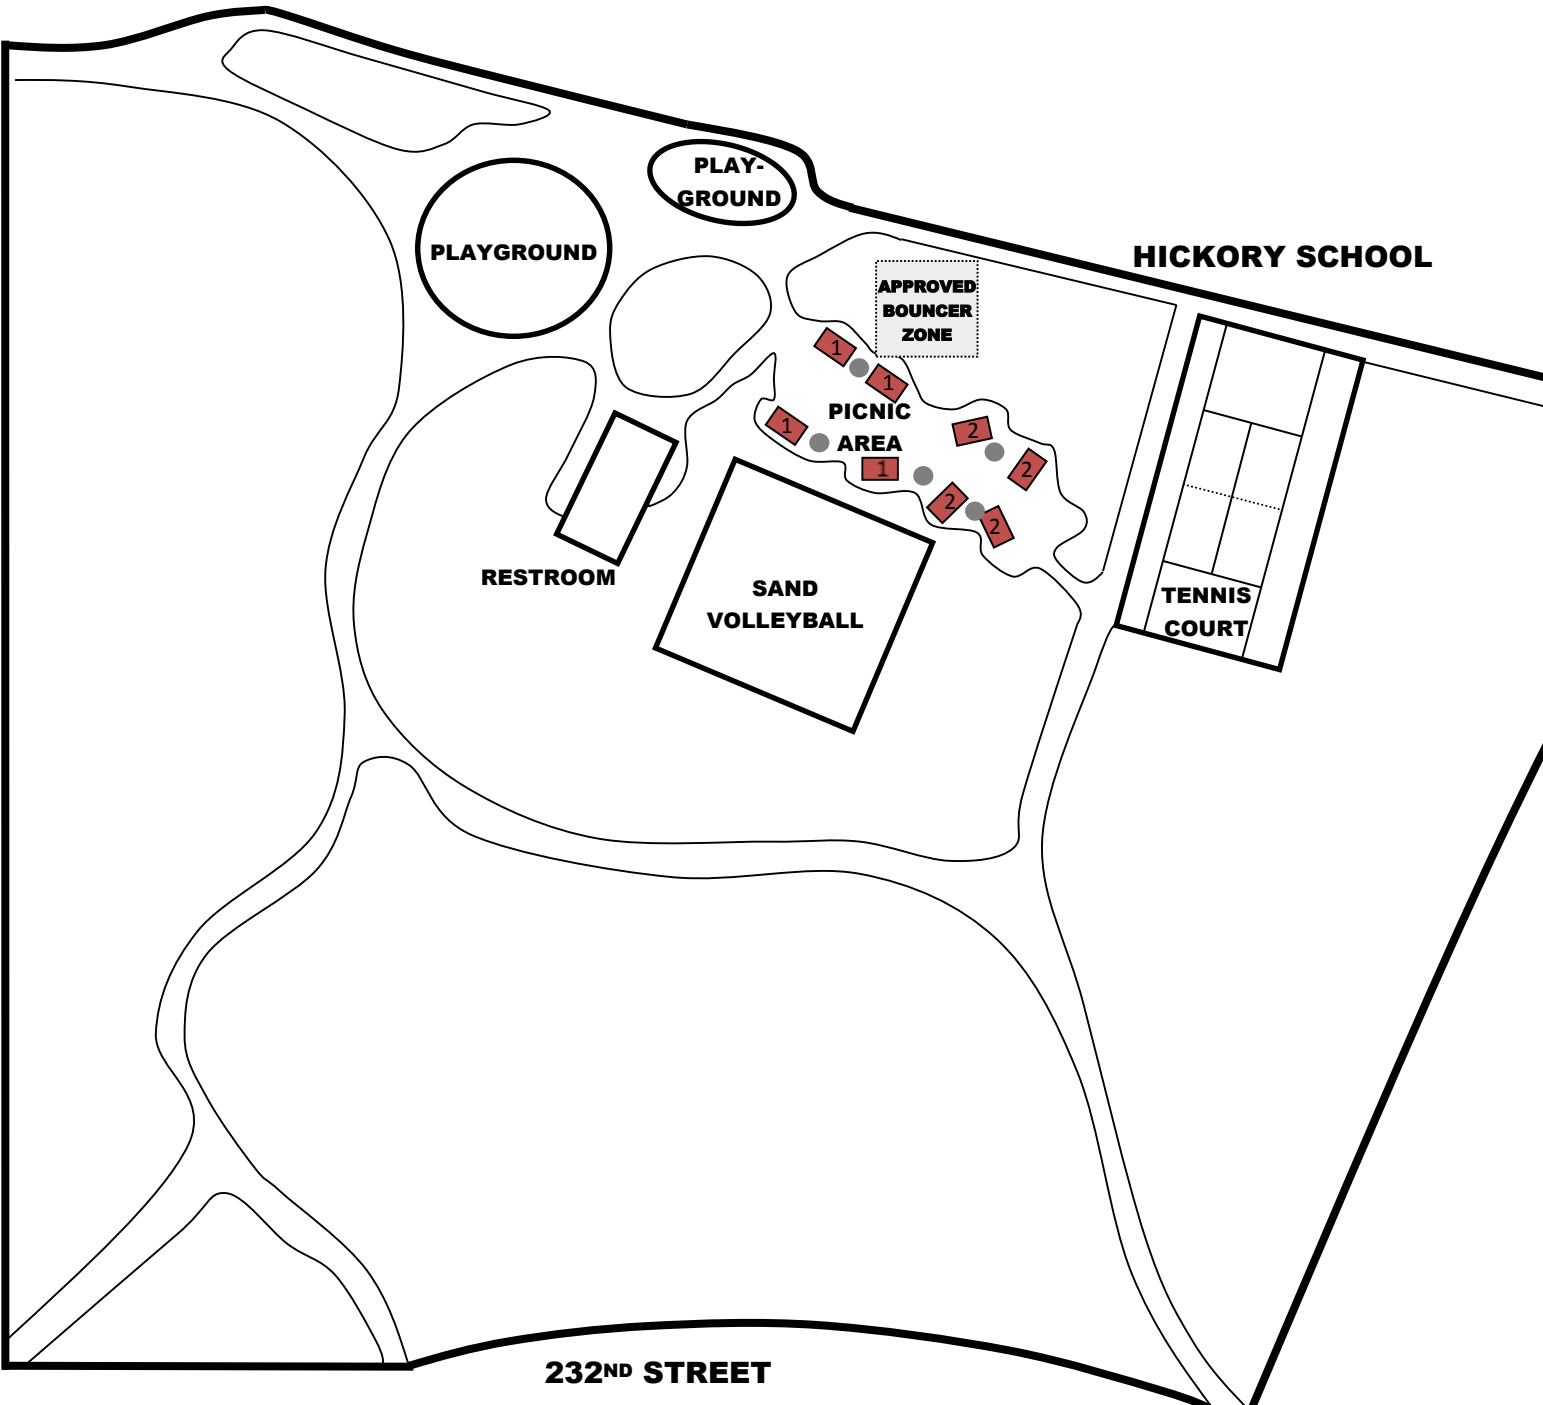 PLAY-
GROUND
PLAYGROUND
HICKORY SCHOOL
APPROVED
BOUNCER
ZONE
1
1
PICNIC
AREA
1
1
2
2
2
2
RESTROOM
SAND
VOLLEYBALL
TENNIS
COURT
232ND STREET